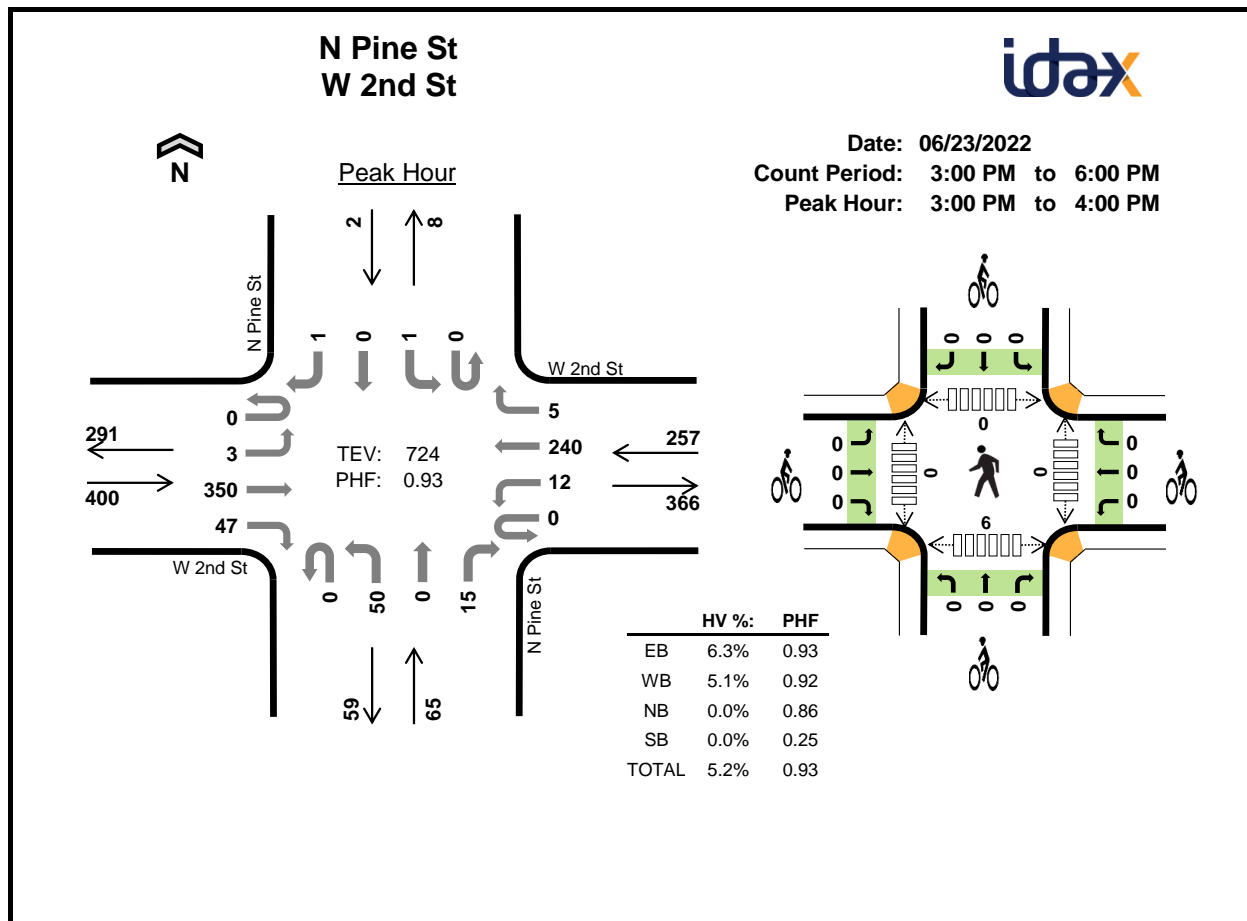 N Pine St
W 2nd St
idax
Date: 06/23/2022
Count Period: 3:00 PM to 6:00 PM
Peak Hour: 3:00 PM to 4:00 PM
N
Peak Hour
2
8
N Pine St
1
0
1
0
W 2nd St
0
3
350
47
291
400
TEV: 724
PHF: 0.93
5
240
12
0
257
366
W 2nd St
0
50
0
15
N Pine St
59
65
0 0 0
0
0
0
0
0
0
0
0
0
0
6
0 0 0
HV %: PHF
EB 6.3% 0.93
WB 5.1% 0.92
NB 0.0% 0.86
SB 0.0% 0.25
TOTAL 5.2% 0.93